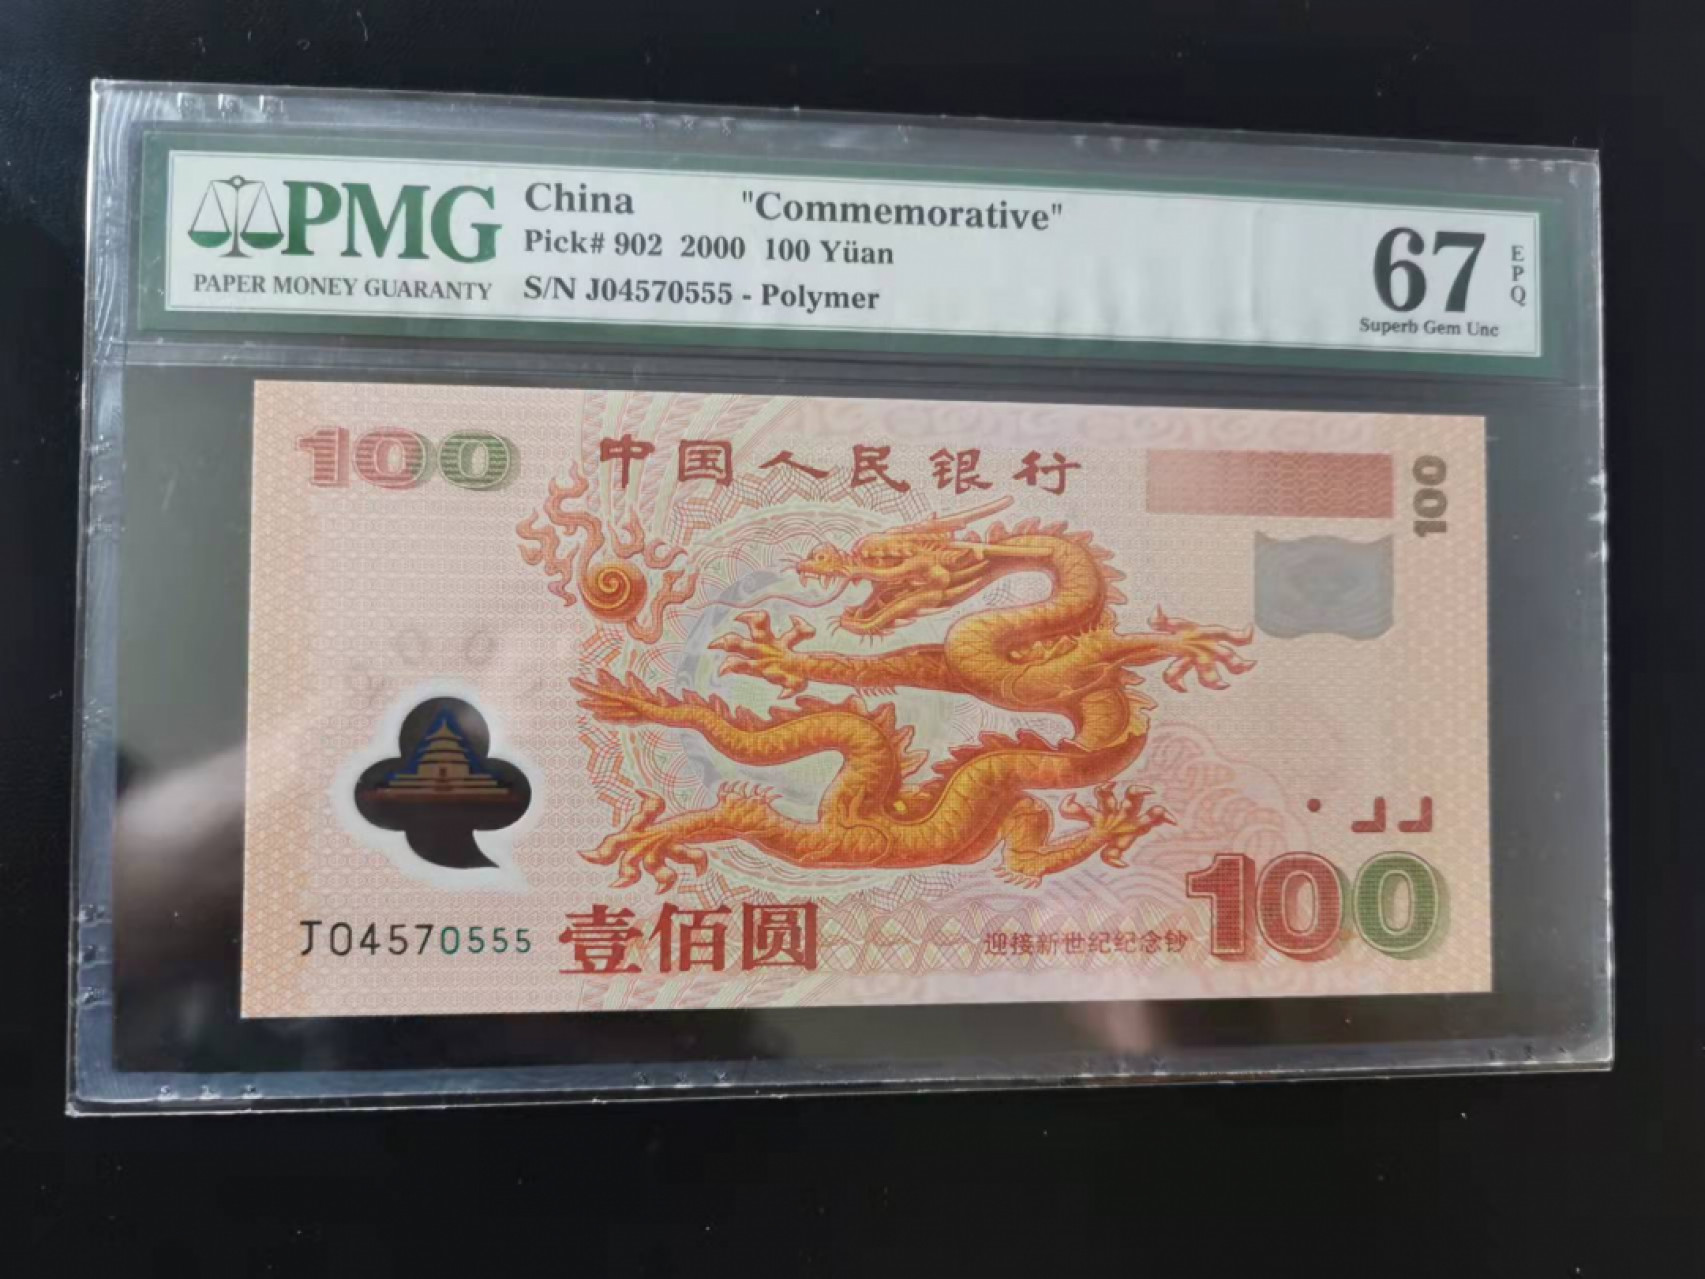 PMG
PAPER MONEY GUARANTY
China "Commemorative"
Pick# 902 2000 100 Yüan
S/N J04570555 - Polymer
67
EPQ
Superb Gem Unc
100
中国人民银行
100
J04570555
壹佰圆
迎接新世纪纪念钞
100